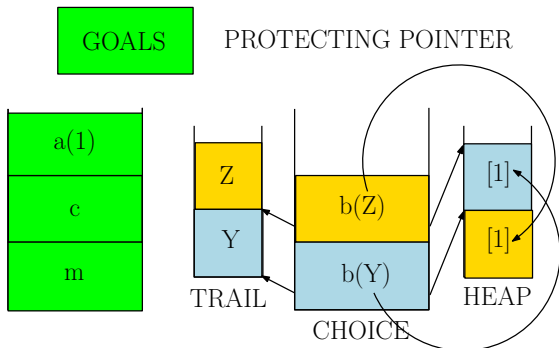 GOALS
PROTECTING POINTER
a(1)
c
m
Z
Y
TRAIL
b(Z)
b(Y)
CHOICE
[1]
[1]
HEAP